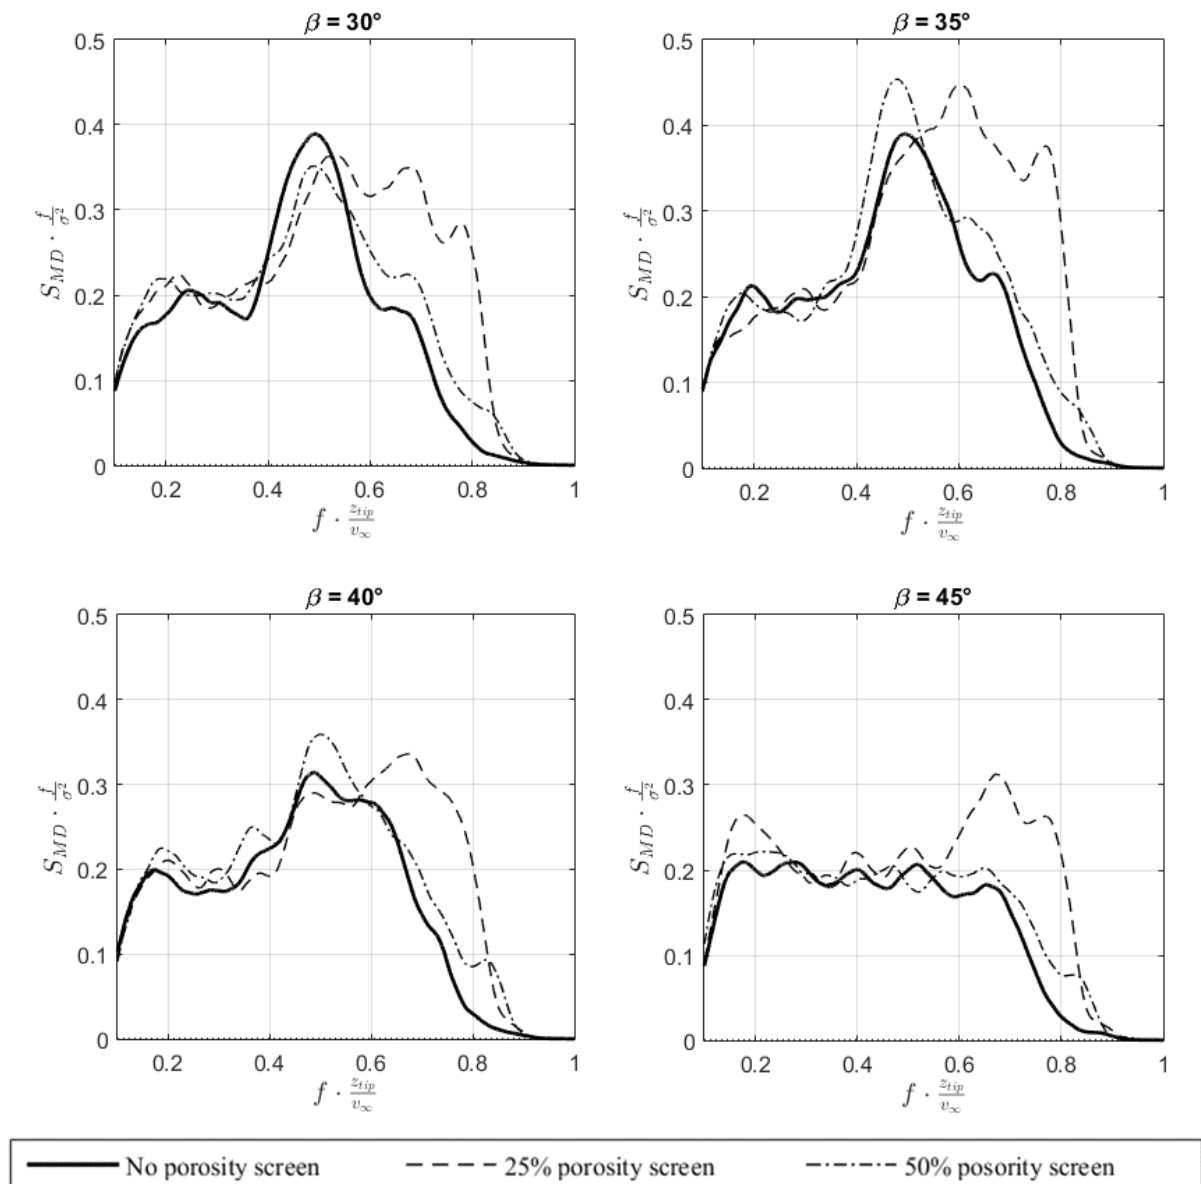 β = 30°
0.5
0.4
0.3
0.2
0.1
0
S_MD · f/σ²
0.2 0.4 0.6 0.8 1
f · z_tip/v_∞
β = 35°
0.5
0.4
0.3
0.2
0.1
0
S_MD · f/σ²
0.2 0.4 0.6 0.8 1
f · z_tip/v_∞
β = 40°
0.5
0.4
0.3
0.2
0.1
0
S_MD · f/σ²
0.2 0.4 0.6 0.8 1
f · z_tip/v_∞
β = 45°
0.5
0.4
0.3
0.2
0.1
0
S_MD · f/σ²
0.2 0.4 0.6 0.8 1
f · z_tip/v_∞
No porosity screen 25% porosity screen 50% posority screen